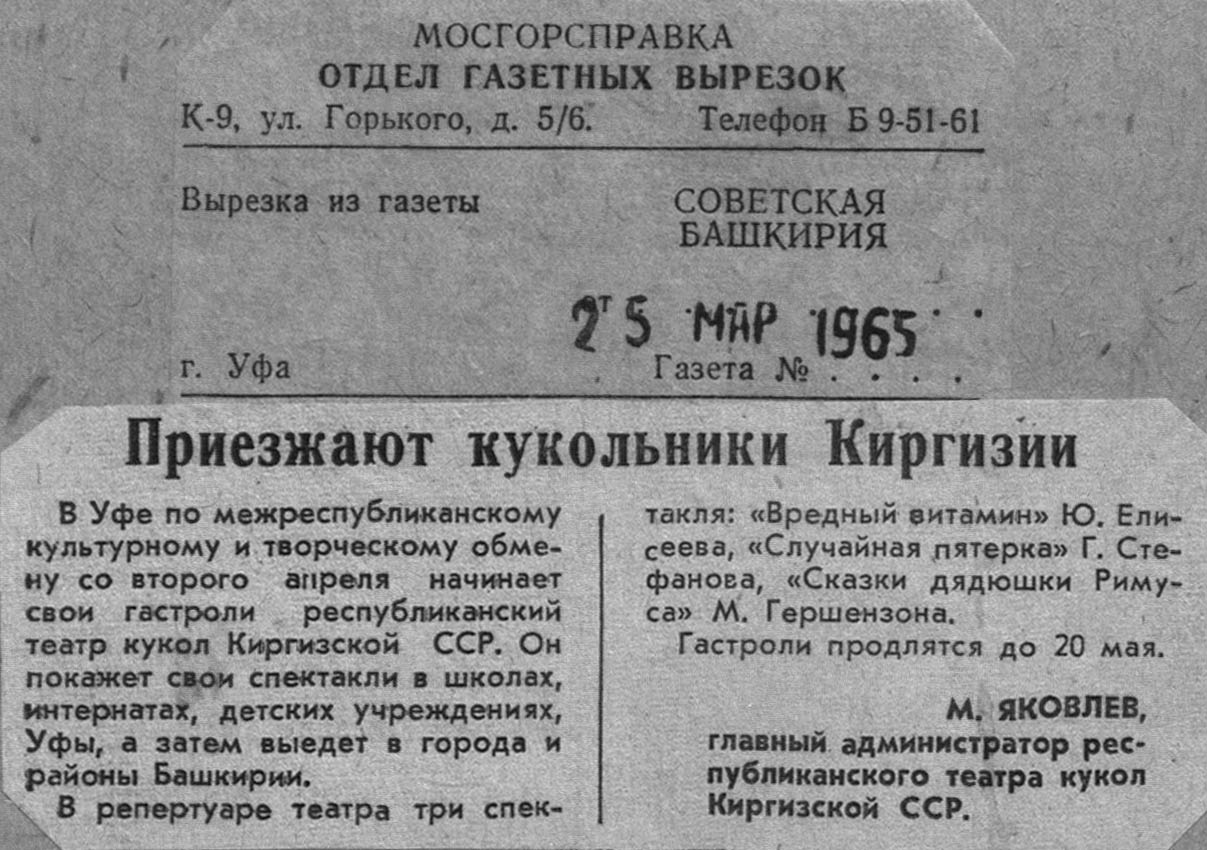 МОСГОРСПРАВКА
ОТДЕЛ ГАЗЕТНЫХ ВЫРЕЗОК
К-9, ул. Горького, д. 5/6. Телефон Б 9-51-61
Вырезка из газеты
СОВЕТСКАЯ
БАШКИРИЯ
25 МАР 1965
г. Уфа Газета № . . . .
Приезжают кукольники Киргизии
В Уфе по межреспубликанскому
культурному и творческому обме-
ну со второго апреля начинает
свои гастроли республиканский
театр кукол Киргизской ССР. Он
покажет свои спектакли в школах,
интернатах, детских учреждениях,
Уфы, а затем выедет в города и
районы Башкирии.
В репертуаре театра три спек-
такля: «Вредный витамин» Ю. Ели-
сеева, «Случайная пятерка» Г. Сте-
фанова, «Сказки дядюшки Риму-
са» М. Гершензона.
Гастроли продлятся до 20 мая.
М. ЯКОВЛЕВ,
главный администратор рес-
публиканского театра кукол
Киргизской ССР.